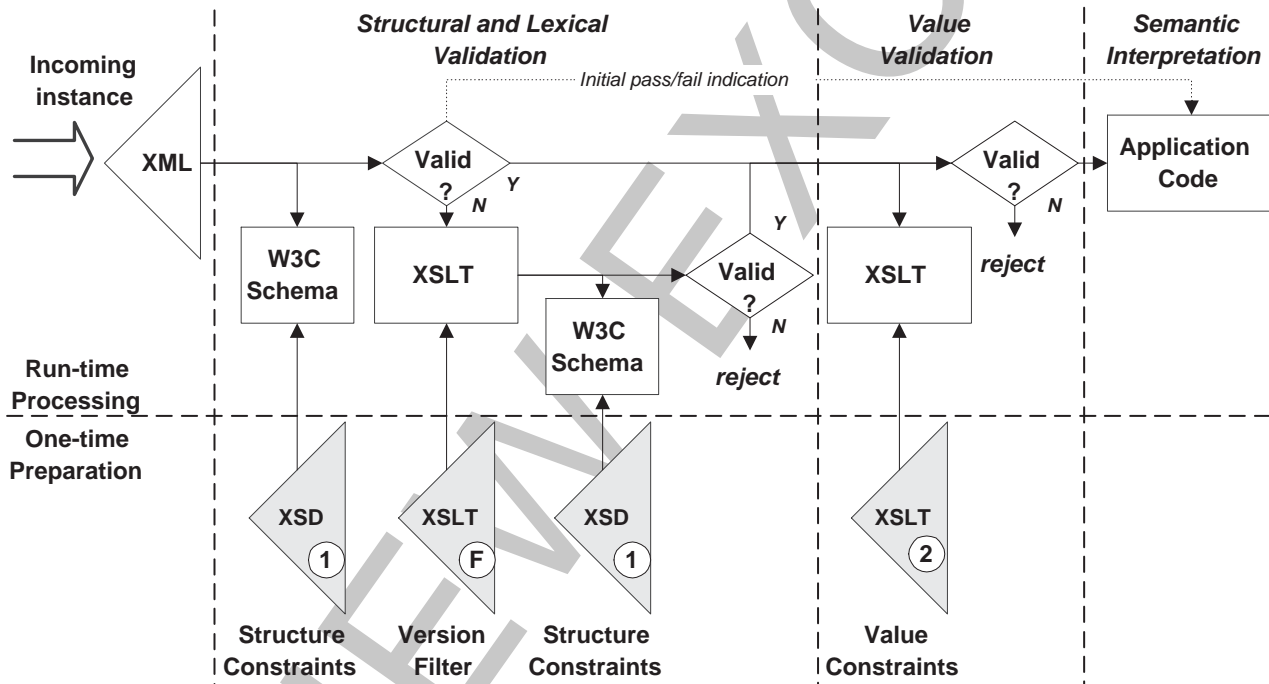 Structural and Lexical
Validation
Value
Validation
Semantic
Interpretation
Incoming
instance
Initial pass/fail indication
XML
Valid
?
Y
N
Valid
?
N
Application
Code
W3C
Schema
XSLT
Valid
?
Y
N
XSLT
reject
W3C
Schema
reject
Run-time
Processing
One-time
Preparation
XSD
1
XSLT
F
XSD
1
XSLT
2
Structure
Constraints
Version
Filter
Structure
Constraints
Value
Constraints